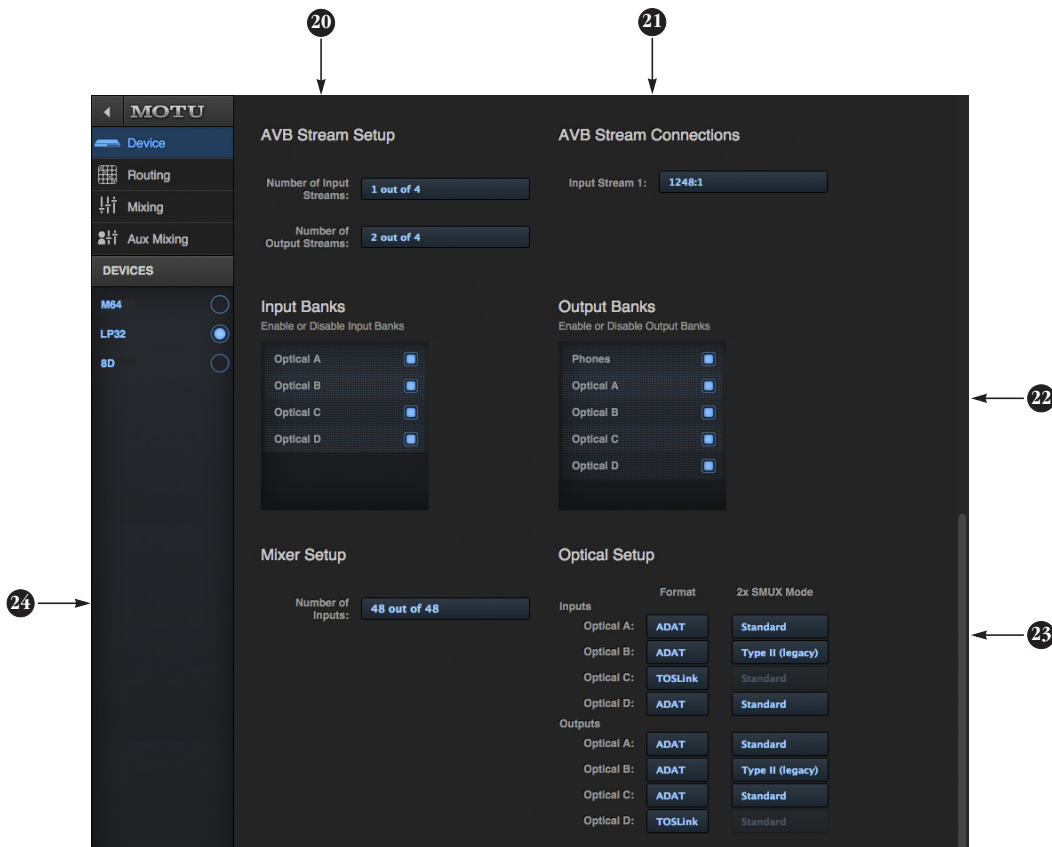 20
21
MOTU
Device
Routing
Mixing
Aux Mixing
DEVICES
M64
LP32
8D
AVB Stream Setup
Number of Input Streams:
1 out of 4
Number of Output Streams:
2 out of 4
AVB Stream Connections
Input Stream 1:
1248:1
Input Banks
Enable or Disable Input Banks
Optical A
Optical B
Optical C
Optical D
Output Banks
Enable or Disable Output Banks
Phones
Optical A
Optical B
Optical C
Optical D
22
Mixer Setup
Number of Inputs:
48 out of 48
24
Optical Setup
Format 2x SMUX Mode
Inputs
Optical A: ADAT Standard
Optical B: ADAT Type II (legacy)
Optical C: TOSLink Standard
Optical D: ADAT Standard
Outputs
Optical A: ADAT Standard
Optical B: ADAT Type II (legacy)
Optical C: ADAT Standard
Optical D: TOSLink Standard
23